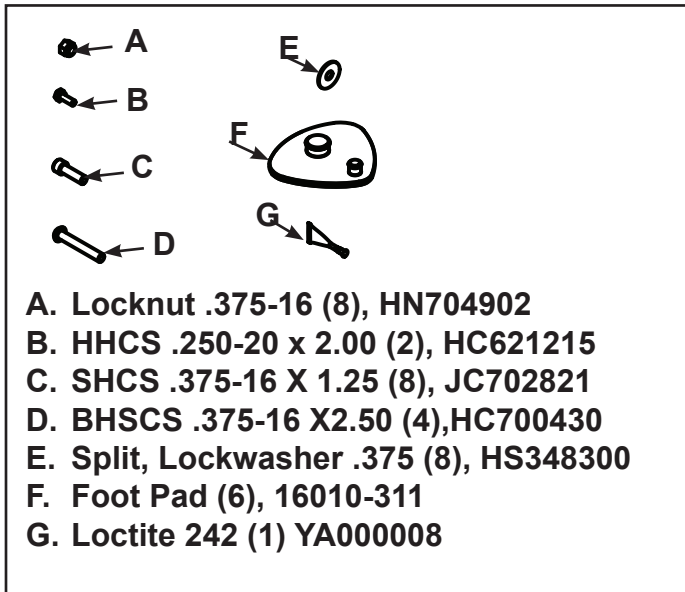 A
B
C
D
E
F
G
A. Locknut .375-16 (8), HN704902
B. HHCS .250-20 x 2.00 (2), HC621215
C. SHCS .375-16 X 1.25 (8), JC702821
D. BHSCS .375-16 X2.50 (4),HC700430
E. Split, Lockwasher .375 (8), HS348300
F. Foot Pad (6), 16010-311
G. Loctite 242 (1) YA000008